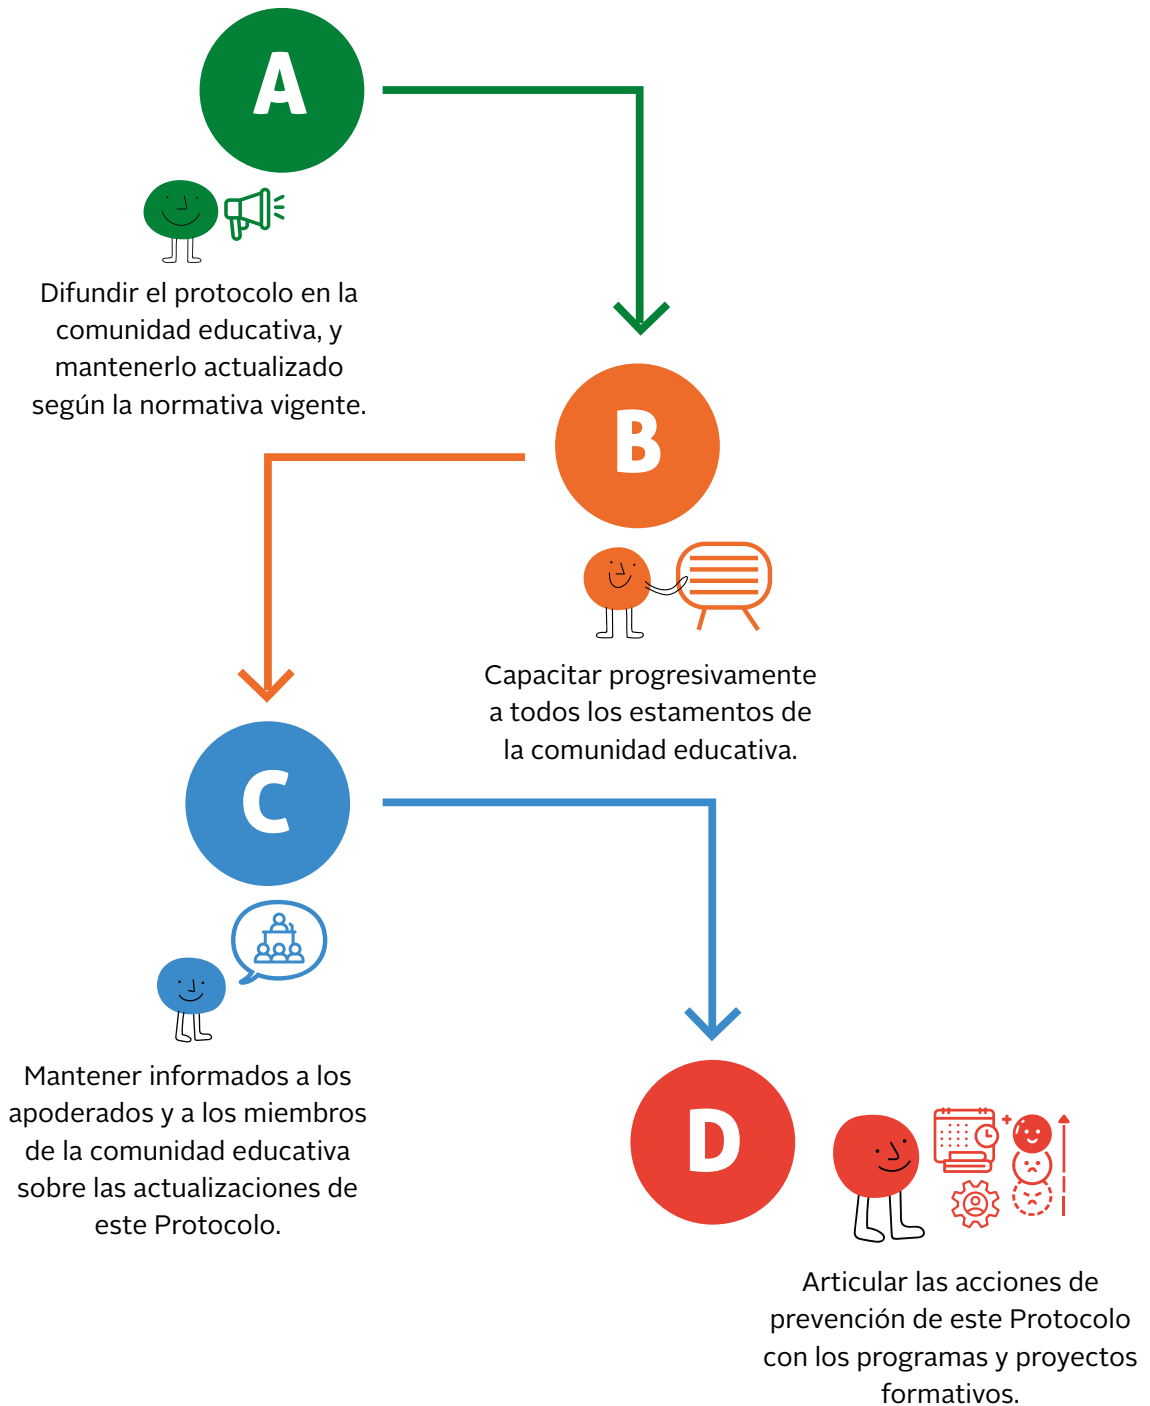 A
Difundir el protocolo en la
comunidad educativa, y
mantenerlo actualizado
según la normativa vigente.
B
Capacitar progresivamente
a todos los estamentos de
la comunidad educativa.
C
Mantener informados a los
apoderados y a los miembros
de la comunidad educativa
sobre las actualizaciones de
este Protocolo.
D
Articular las acciones de
prevención de este Protocolo
con los programas y proyectos
formativos.